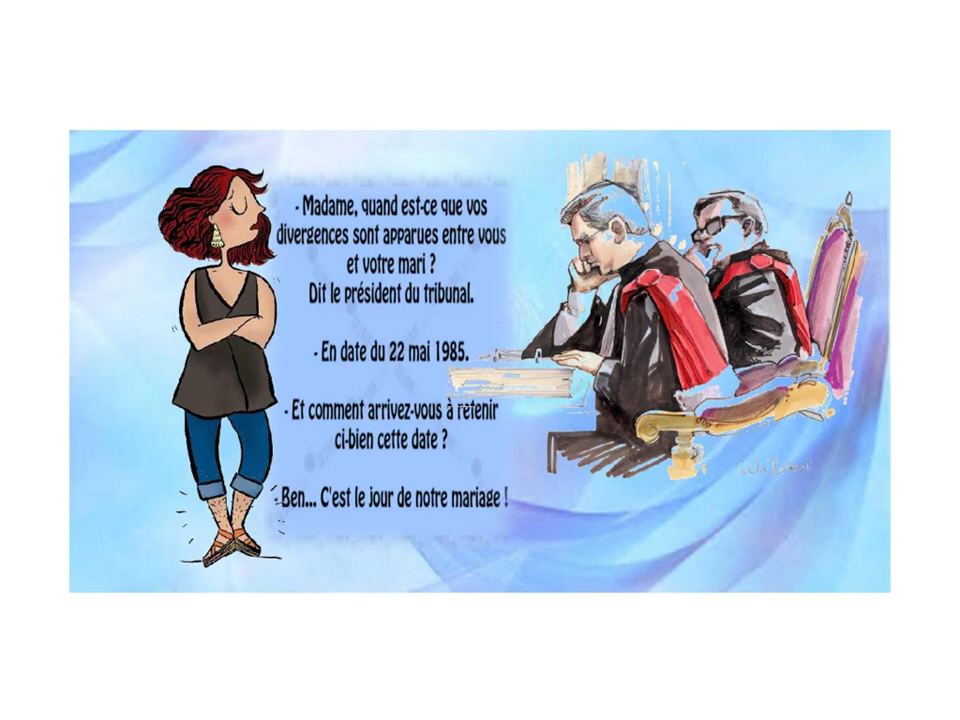 - Madame, quand est-ce que vos
divergences sont apparues entre vous
et votre mari ?
Dit le président du tribunal.
- En date du 22 mai 1985.
- Et comment arrivez-vous à retenir
ci-bien cette date ?
- Ben... C'est le jour de notre mariage !